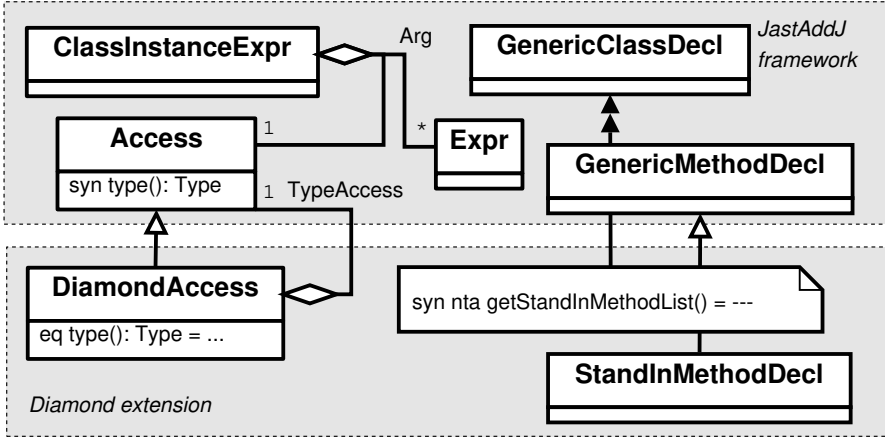 ClassInstanceExpr
Arg
GenericClassDecl
JastAddJ
framework
Access
1
*
Expr
GenericMethodDecl
syn type(): Type
1 TypeAccess
DiamondAccess
syn nta getStandInMethodList() = ---
eq type(): Type = ...
StandInMethodDecl
Diamond extension